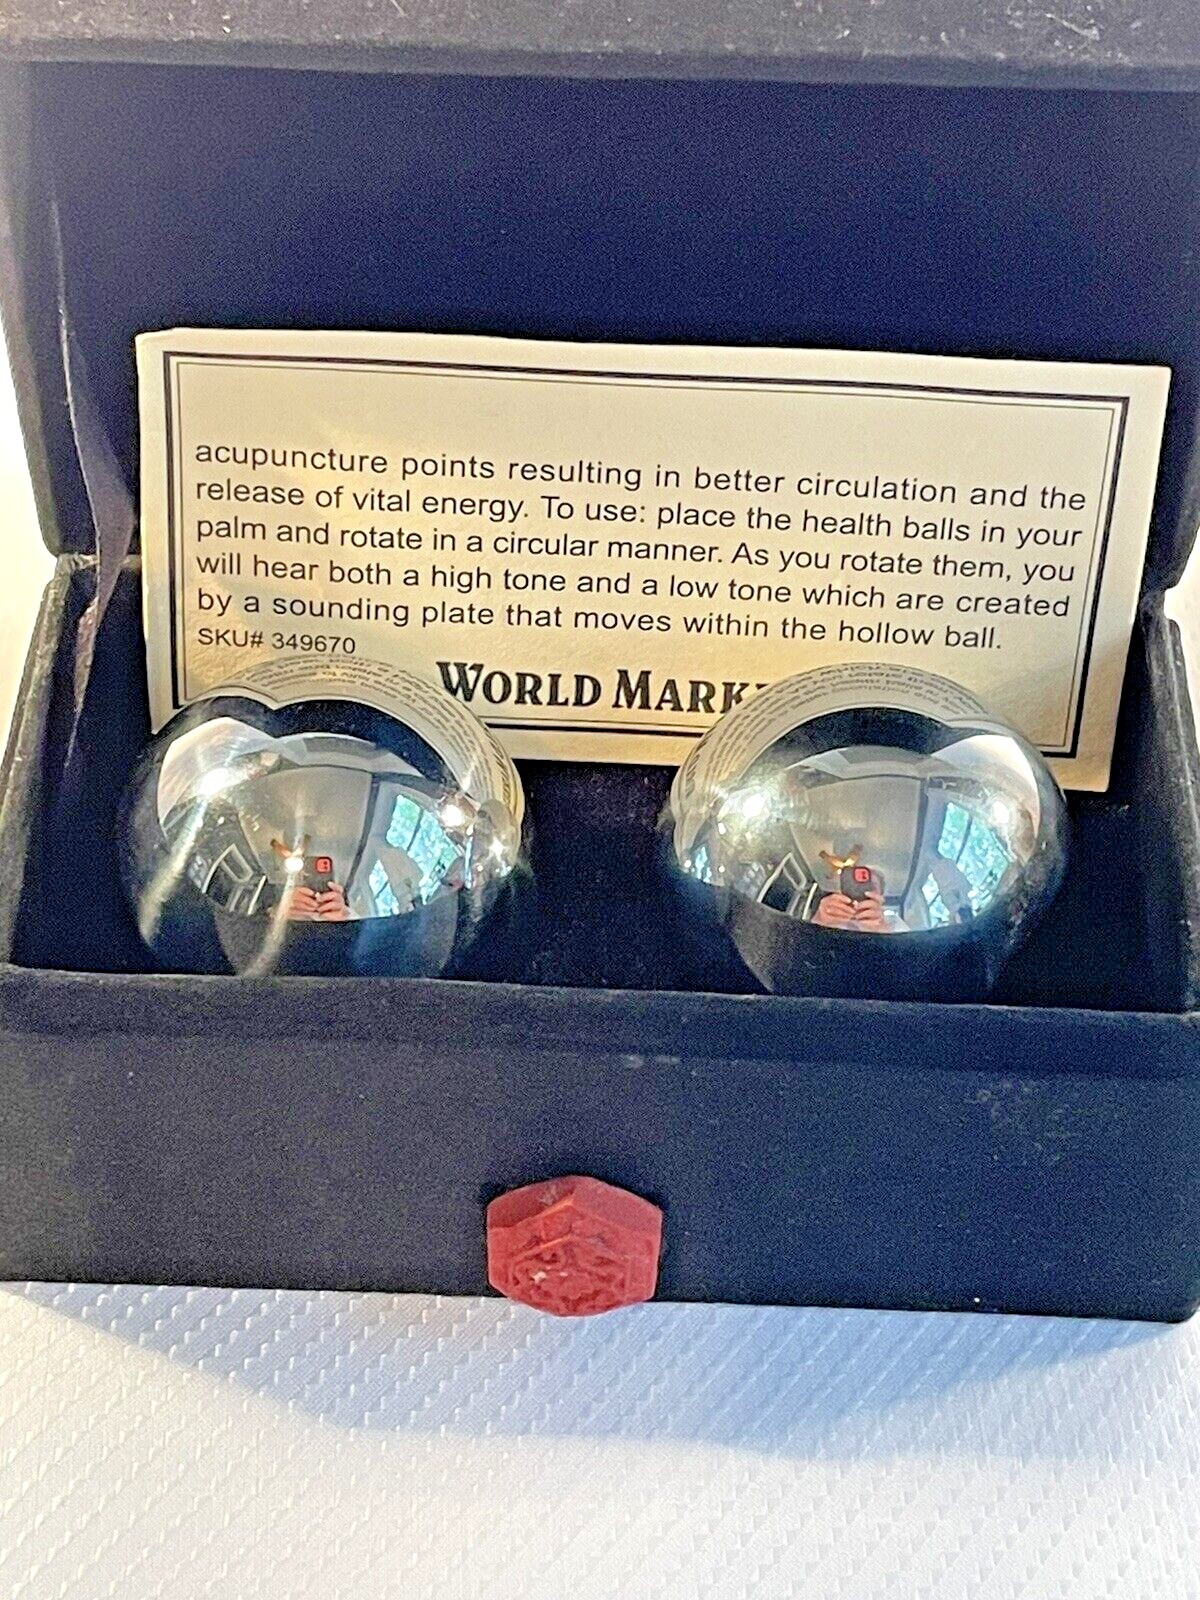 acupuncture points resulting in better circulation and the
release of vital energy. To use: place the health balls in your
palm and rotate in a circular manner. As you rotate them, you
will hear both a high tone and a low tone which are created
by a sounding plate that moves within the hollow ball.
SKU# 349670
WORLD MARK